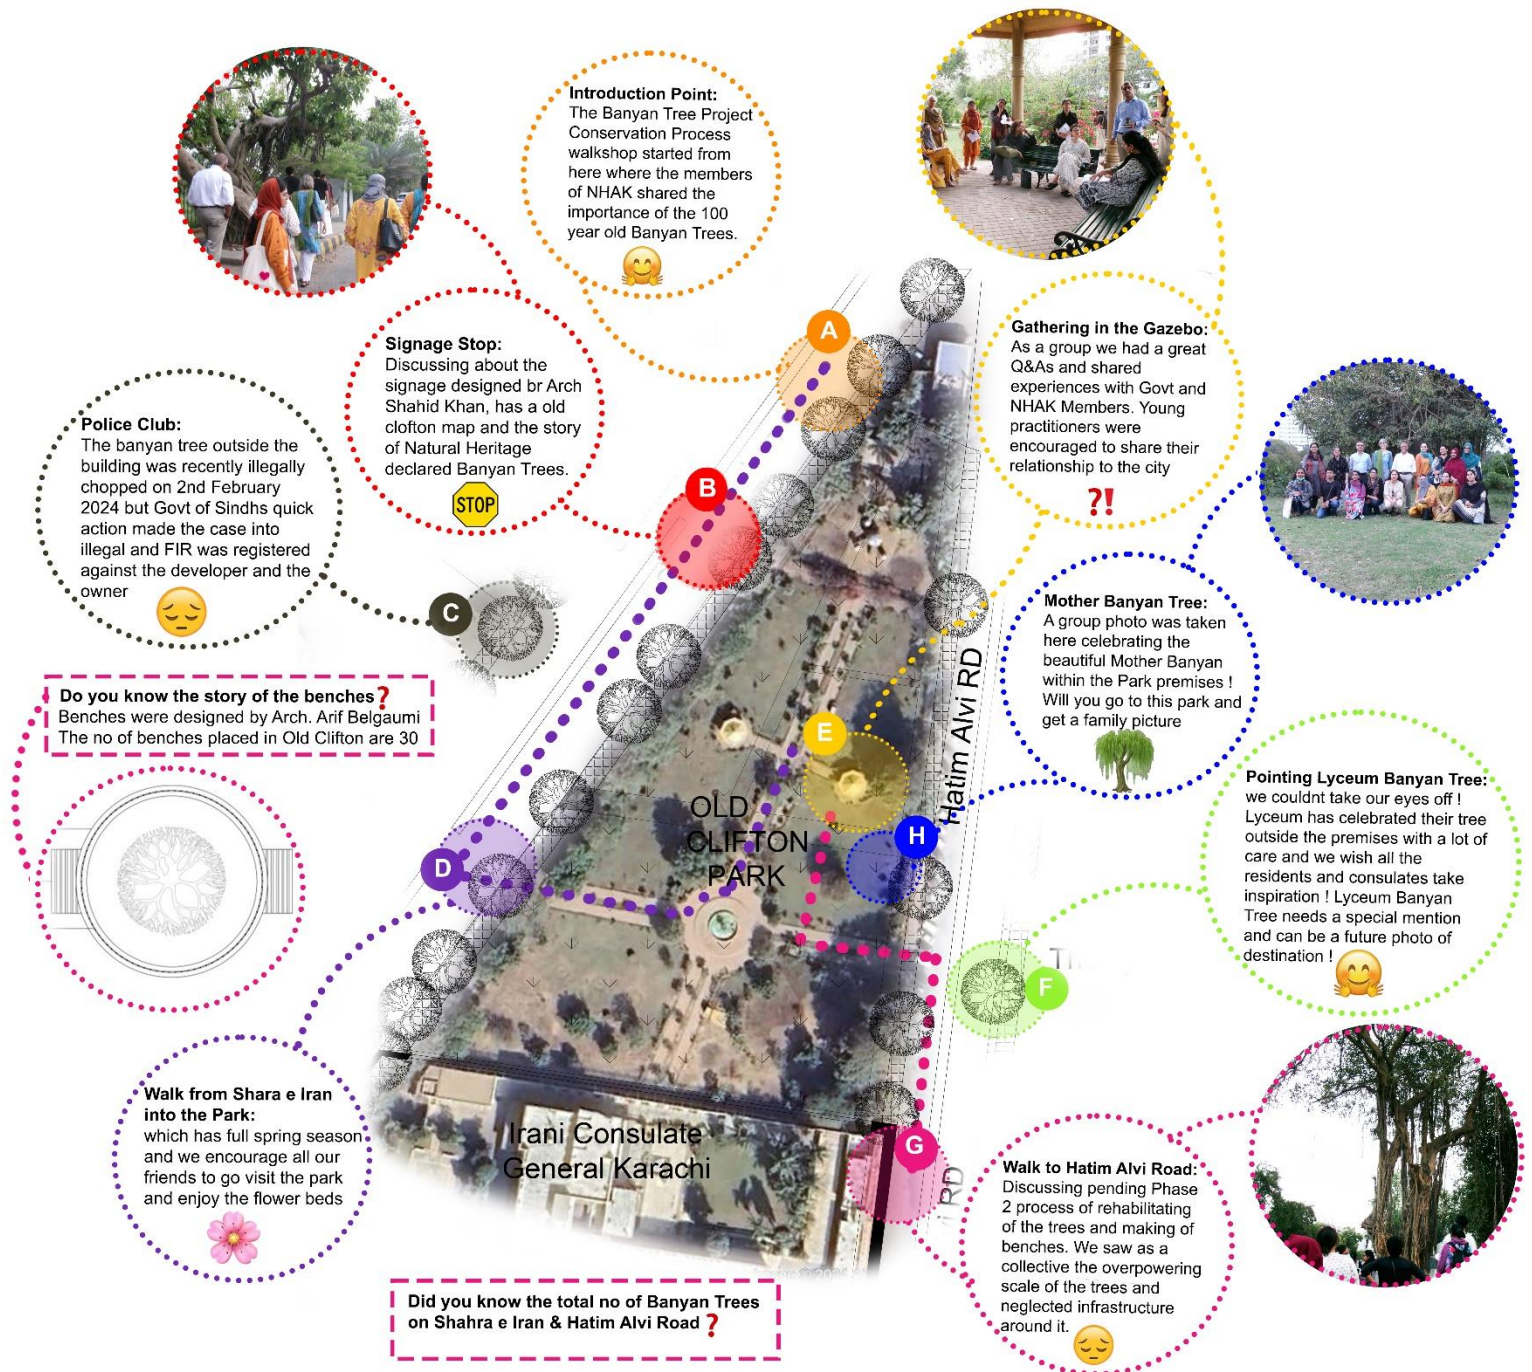 Introduction Point:
The Banyan Tree Project
Conservation Process
walkshop started from
here where the members
of NHAK shared the
importance of the 100
year old Banyan Trees.
Signage Stop:
Discussing about the
signage designed br Arch
Shahid Khan, has a old
clofton map and the story
of Natural Heritage
declared Banyan Trees.
STOP
Police Club:
The banyan tree outside the
building was recently illegally
chopped on 2nd February
2024 but Govt of Sindhs quick
action made the case into
illegal and FIR was registered
against the developer and the
owner
Do you know the story of the benches❓
Benches were designed by Arch. Arif Belgaumi
The no of benches placed in Old Clifton are 30
Walk from Shara e Iran
into the Park:
which has full spring season
and we encourage all our
friends to go visit the park
and enjoy the flower beds
Gathering in the Gazebo:
As a group we had a great
Q&As and shared
experiences with Govt and
NHAK Members. Young
practitioners were
encouraged to share their
relationship to the city
?!
Mother Banyan Tree:
A group photo was taken
here celebrating the
beautiful Mother Banyan
within the Park premises !
Will you go to this park and
get a family picture
Pointing Lyceum Banyan Tree:
we couldnt take our eyes off !
Lyceum has celebrated their tree
outside the premises with a lot of
care and we wish all the
residents and consulates take
inspiration ! Lyceum Banyan
Tree needs a special mention
and can be a future photo of
destination !
Walk to Hatim Alvi Road:
Discussing pending Phase
2 process of rehabilitating
of the trees and making of
benches. We saw as a
collective the overpowering
scale of the trees and
neglected infrastructure
around it.
A
B
C
D
E
H
F
G
Hatim Alvi RD
OLD
CLIFTON
PARK
Irani Consulate
General Karachi
RD
Did you know the total no of Banyan Trees
on Shahra e Iran & Hatim Alvi Road ❓